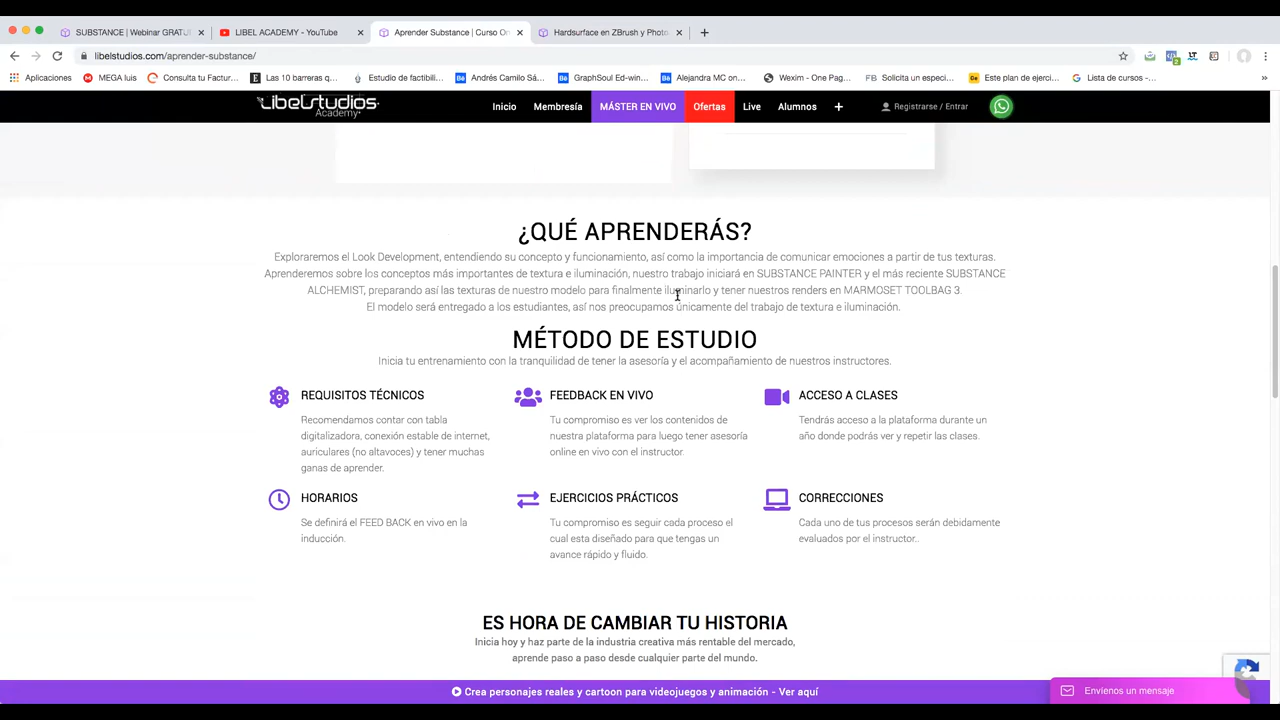 SUBSTANCE | Webinar GRATU
LIBEL ACADEMY - YouTube
Aprender Substance | Curso On
Hardsurface en ZBrush y Photo
libelstudios.com/aprender-substance/
Aplicaciones
MEGA luis
Consulta tu Factur...
Las 10 barreras q...
Estudio de factibili...
Andrés Camilo Sá...
GraphSoul Ed-win...
Alejandra MC on...
Wexim - One Pag...
FB Solicita un especi...
Este plan de ejerci...
Lista de cursos -...
LibelStudios
Academy
Inicio
Membresía
MÁSTER EN VIVO
Ofertas
Live
Alumnos
Registrarse / Entrar
¿QUÉ APRENDERÁS?
Exploraremos el Look Development, entendiendo su concepto y funcionamiento, así como la importancia de comunicar emociones a partir de tus texturas.
Aprenderemos sobre los conceptos más importantes de textura e iluminación, nuestro trabajo iniciará en SUBSTANCE PAINTER y el más reciente SUBSTANCE
ALCHEMIST, preparando así las texturas de nuestro modelo para finalmente iluminarlo y tener nuestros renders en MARMOSET TOOLBAG 3.
El modelo será entregado a los estudiantes, así nos preocupamos únicamente del trabajo de textura e iluminación.
MÉTODO DE ESTUDIO
Inicia tu entrenamiento con la tranquilidad de tener la asesoría y el acompañamiento de nuestros instructores.
REQUISITOS TÉCNICOS
Recomendamos contar con tabla
digitalizadora, conexión estable de internet,
auriculares (no altavoces) y tener muchas
ganas de aprender.
FEEDBACK EN VIVO
Tu compromiso es ver los contenidos de
nuestra plataforma para luego tener asesoría
online en vivo con el instructor.
ACCESO A CLASES
Tendrás acceso a la plataforma durante un
año donde podrás ver y repetir las clases.
HORARIOS
Se definirá el FEED BACK en vivo en la
inducción.
EJERCICIOS PRÁCTICOS
Tu compromiso es seguir cada proceso el
cual esta diseñado para que tengas un
avance rápido y fluido.
CORRECCIONES
Cada uno de tus procesos serán debidamente
evaluados por el instructor..
ES HORA DE CAMBIAR TU HISTORIA
Inicia hoy y haz parte de la industria creativa más rentable del mercado,
aprende paso a paso desde cualquier parte del mundo.
Crea personajes reales y cartoon para videojuegos y animación - Ver aquí
Envíenos un mensaje